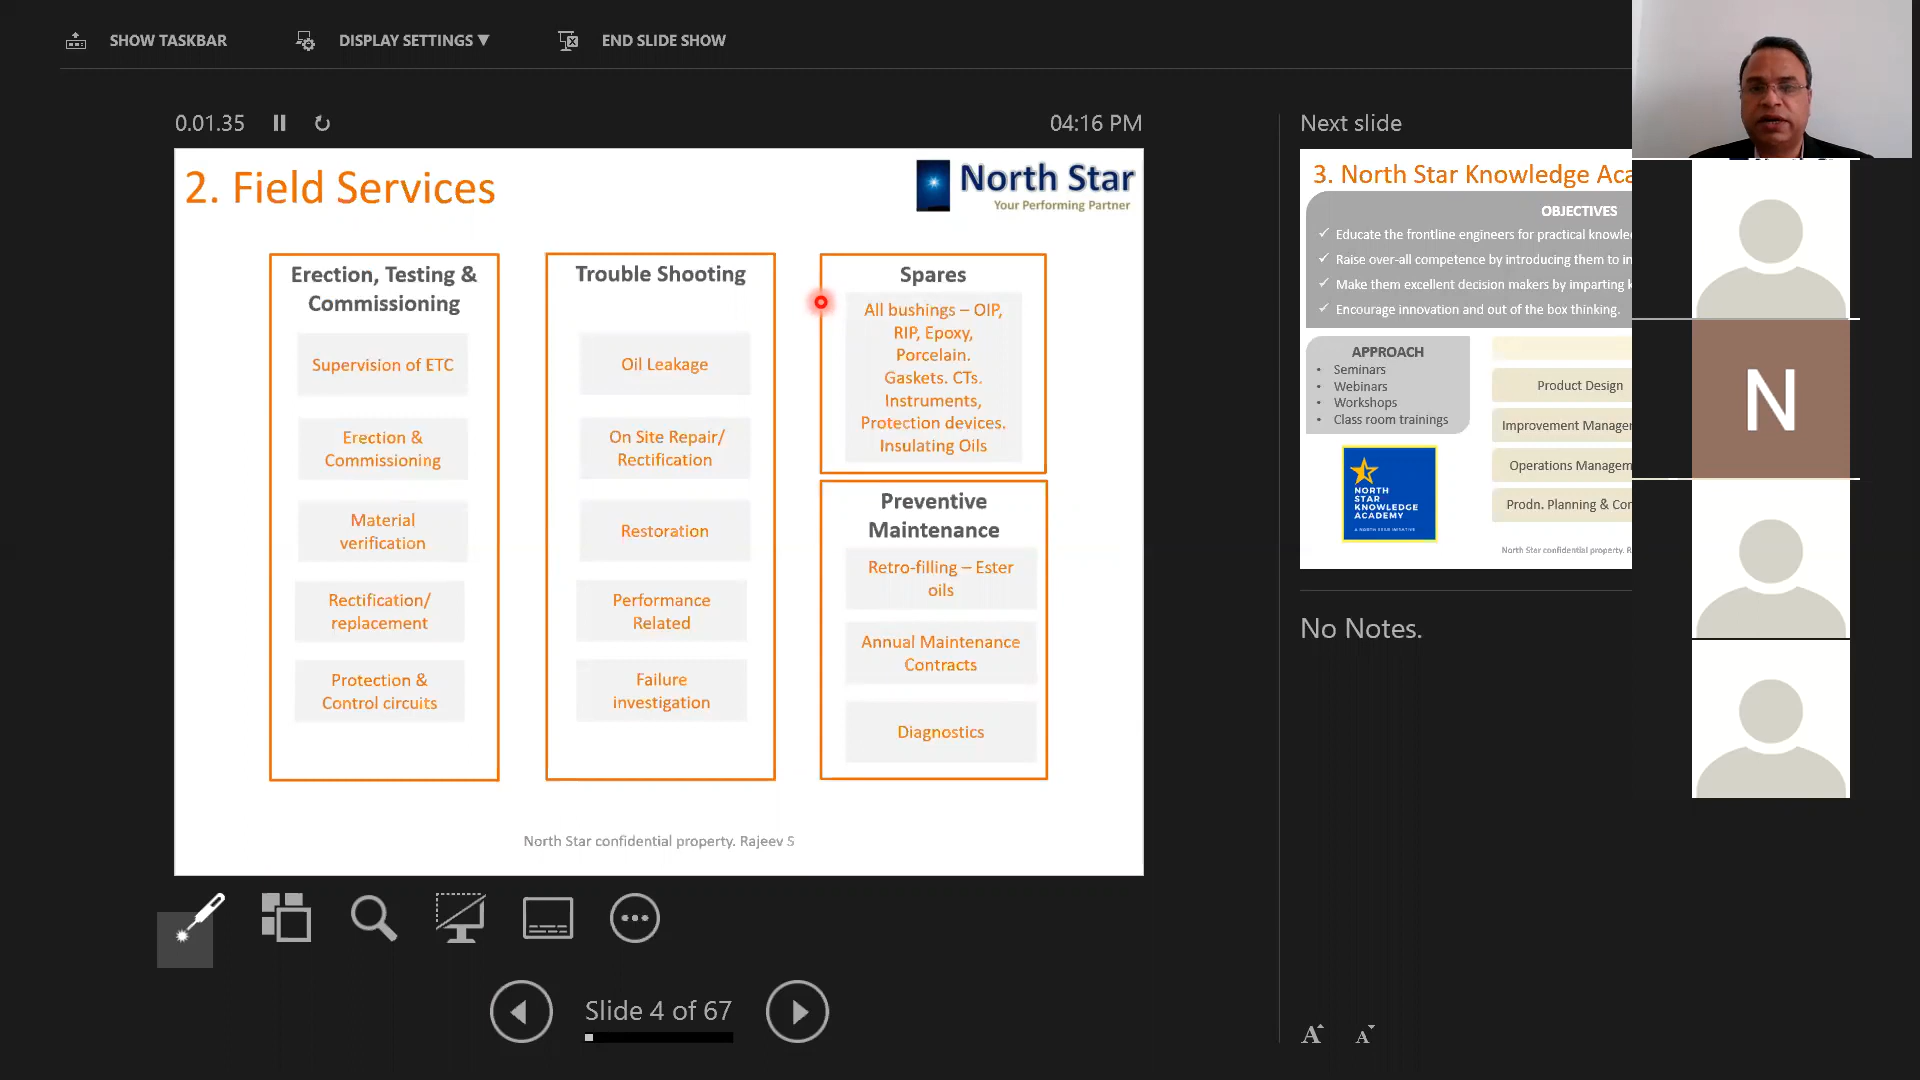 SHOW TASKBAR
DISPLAY SETTINGS ▼
END SLIDE SHOW
0.01.35
04:16 PM
Next slide
2. Field Services
North Star
Your Performing Partner
Erection, Testing &
Commissioning
Supervision of ETC
Erection &
Commissioning
Material
verification
Rectification/
replacement
Protection &
Control circuits
Trouble Shooting
Oil Leakage
On Site Repair/
Rectification
Restoration
Performance
Related
Failure
investigation
Spares
All bushings – OIP,
RIP, Epoxy,
Porcelain.
Gaskets. CTs.
Instruments,
Protection devices.
Insulating Oils
Preventive
Maintenance
Retro-filling – Ester
oils
Annual Maintenance
Contracts
Diagnostics
North Star confidential property. Rajeev S
Slide 4 of 67
3. North Star Knowledge Aca
OBJECTIVES
✓ Educate the frontline engineers for practical knowle
✓ Raise over-all competence by introducing them to in
✓ Make them excellent decision makers by imparting k
✓ Encourage innovation and out of the box thinking.
APPROACH
• Seminars
• Webinars
• Workshops
• Class room trainings
Product Design
Improvement Manage
Operations Managem
Prodn. Planning & Con
NORTH
STAR
KNOWLEDGE
ACADEMY
A NORTH STAR INITIATIVE
North Star confidential property. R
No Notes.
A A
N